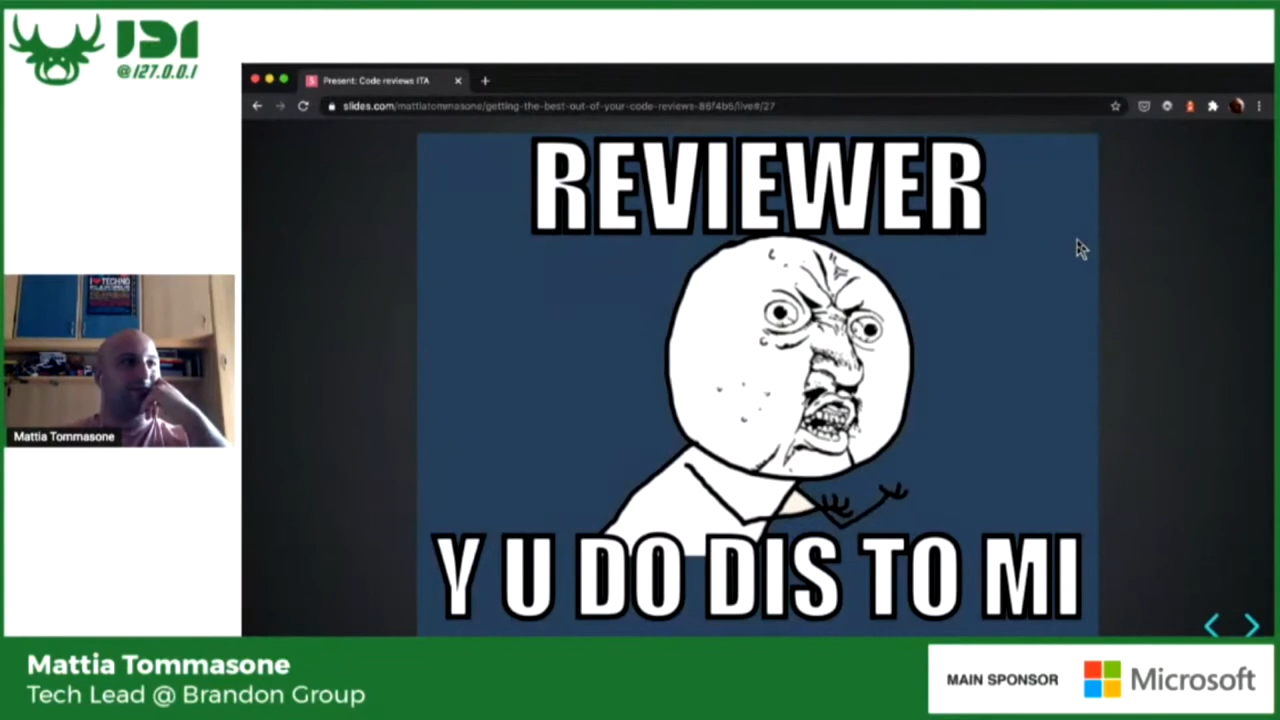 JDI
@127.0.0.1
Present: Code reviews ITA
slides.com/mattiatommasone/getting-the-best-out-of-your-code-reviews-86f4b6/live#/27
REVIEWER
Y U DO DIS TO MI
I TECHNO
Mattia Tommasone
Mattia Tommasone
Tech Lead @ Brandon Group
MAIN SPONSOR
Microsoft